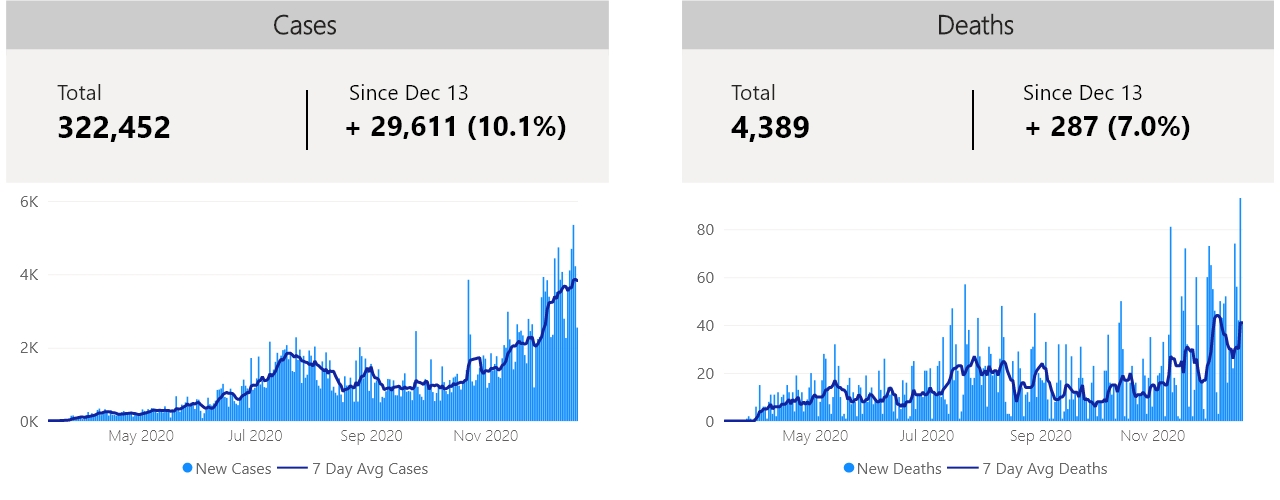 Cases
Total
322,452
Since Dec 13
+ 29,611 (10.1%)
6K
4K
2K
0K
May 2020
Jul 2020
Sep 2020
Nov 2020
New Cases
7 Day Avg Cases
Deaths
Total
4,389
Since Dec 13
+ 287 (7.0%)
80
60
40
20
0
May 2020
Jul 2020
Sep 2020
Nov 2020
New Deaths
7 Day Avg Deaths